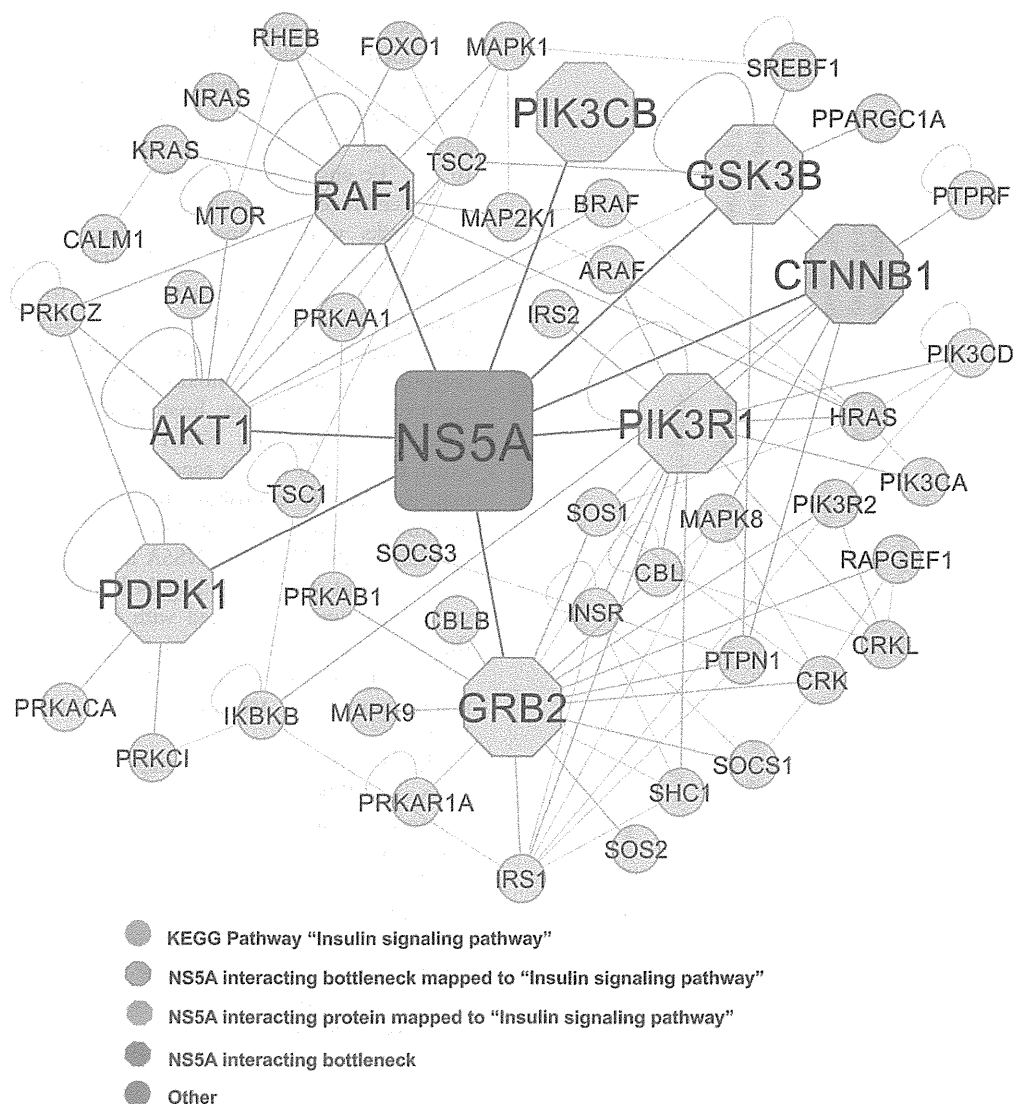 RHEB
FOXO1
MAPK1
SREBF1
NRAS
PIK3CB
PPARGC1A
KRAS
TSC2
GSK3B
RAF1
PTPRF
MTOR
MAP2K1
BRAF
CALM1
CTNNB1
ARAF
BAD
PRKCZ
PRKAA1
IRS2
PIK3CD
AKT1
NS5A
PIK3R1
HRAS
TSC1
PIK3CA
SOS1
MAPK8
PIK3R2
SOCS3
RAPGEF1
CBL
PDPK1
PRKAB1
CBLB
INSR
CRKL
PTPN1
CRK
PRKACA
IKBKB
MAPK9
GRB2
PRKCI
SOCS1
PRKAR1A
SHC1
SOS2
IRS1
KEGG Pathway “Insulin signaling pathway”
NS5A interacting bottleneck mapped to “Insulin signaling pathway”
NS5A interacting protein mapped to “Insulin signaling pathway”
NS5A interacting bottleneck
Other